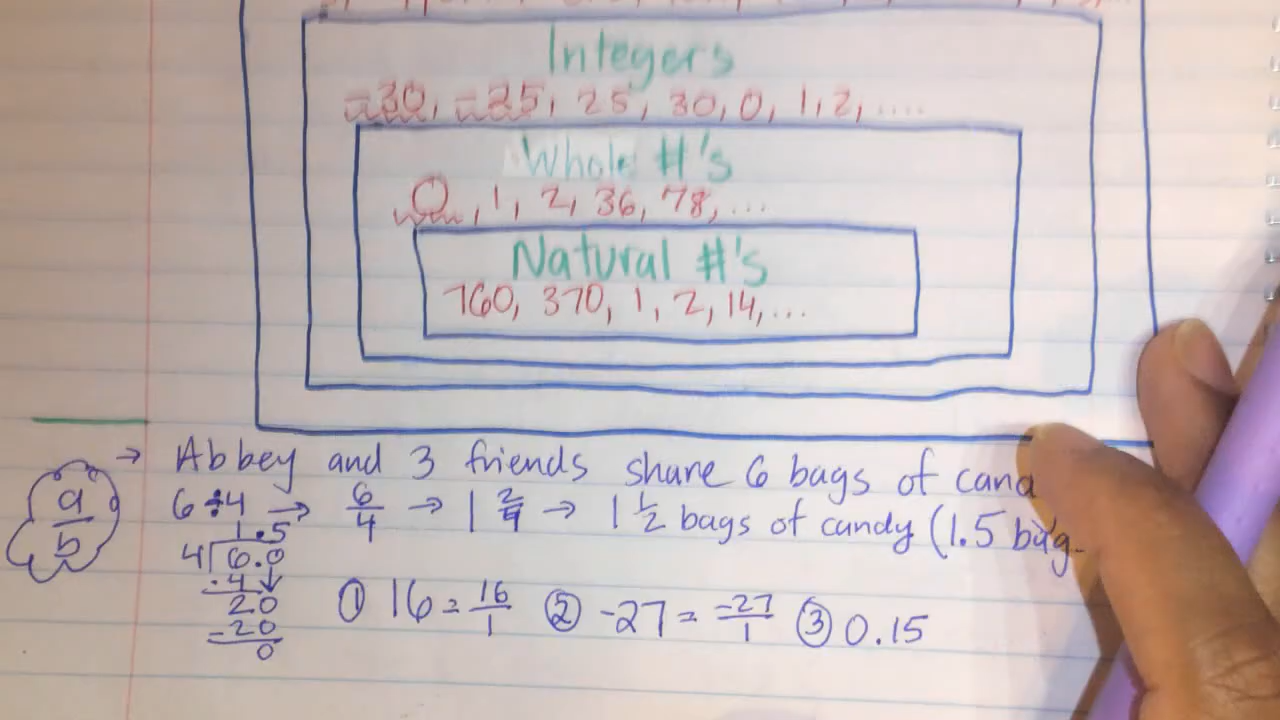 Integers
-30, -25, 25, 30, 0, 1, 2, ....
Whole #'s
0, 1, 2, 36, 78, ...
Natural #'s
760, 370, 1, 2, 14, ...
a/b
→ Abbey and 3 friends share 6 bags of cand
6÷4 → 6/4 → 1 2/4 → 1 1/2 bags of candy (1.5 bag
1.5
4)6.0
-4↓
20
-20
0
① 16 = 16/1 ② -27 = -27/1 ③ 0.15